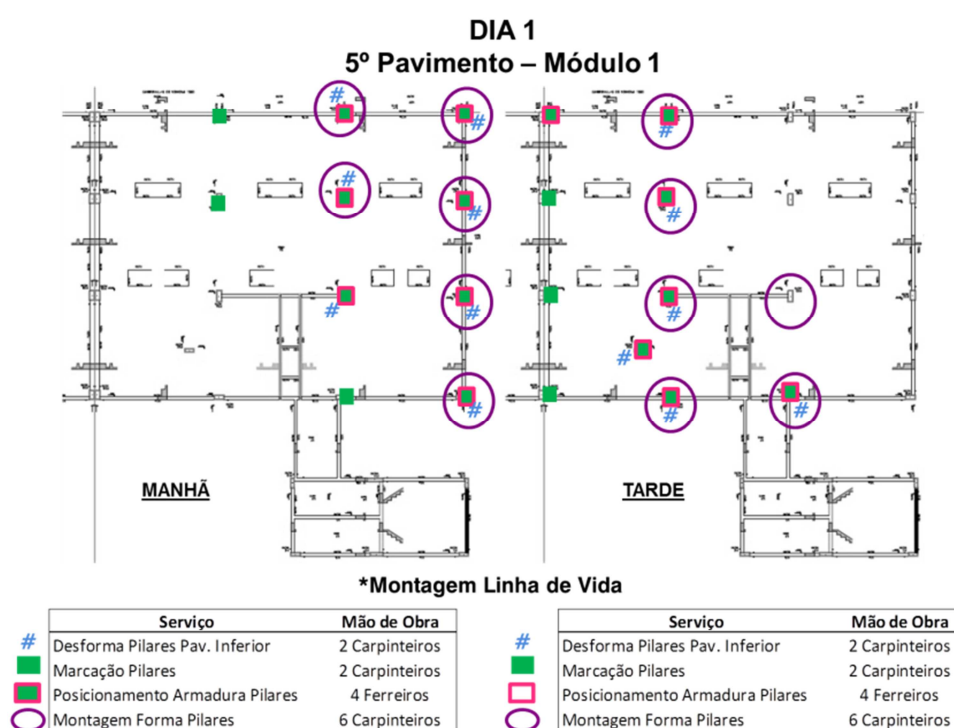 DIA 1
5º Pavimento – Módulo 1
# #
# #
# #
# # #
#
# # #
MANHÃ TARDE
*Montagem Linha de Vida
Serviço Mão de Obra Serviço Mão de Obra
# Desforma Pilares Pav. Inferior 2 Carpinteiros # Desforma Pilares Pav. Inferior 2 Carpinteiros
Marcação Pilares 2 Carpinteiros Marcação Pilares 2 Carpinteiros
Posicionamento Armadura Pilares 4 Ferreiros Posicionamento Armadura Pilares 4 Ferreiros
Montagem Forma Pilares 6 Carpinteiros Montagem Forma Pilares 6 Carpinteiros